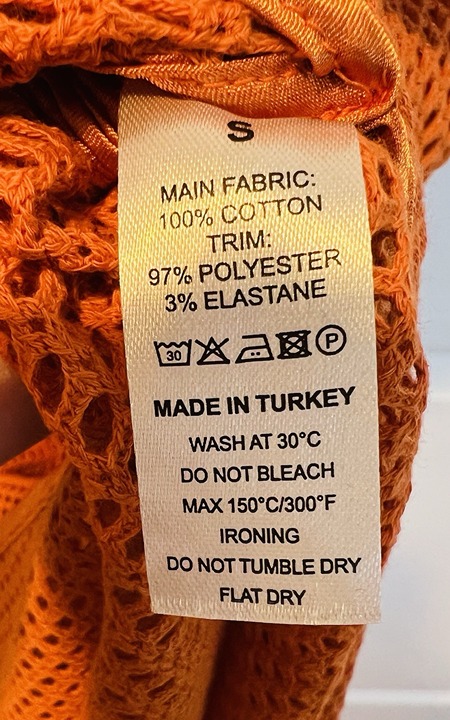 S
MAIN FABRIC:
100% COTTON
TRIM:
97% POLYESTER
3% ELASTANE
30 P
MADE IN TURKEY
WASH AT 30°C
DO NOT BLEACH
MAX 150°C/300°F
IRONING
DO NOT TUMBLE DRY
FLAT DRY